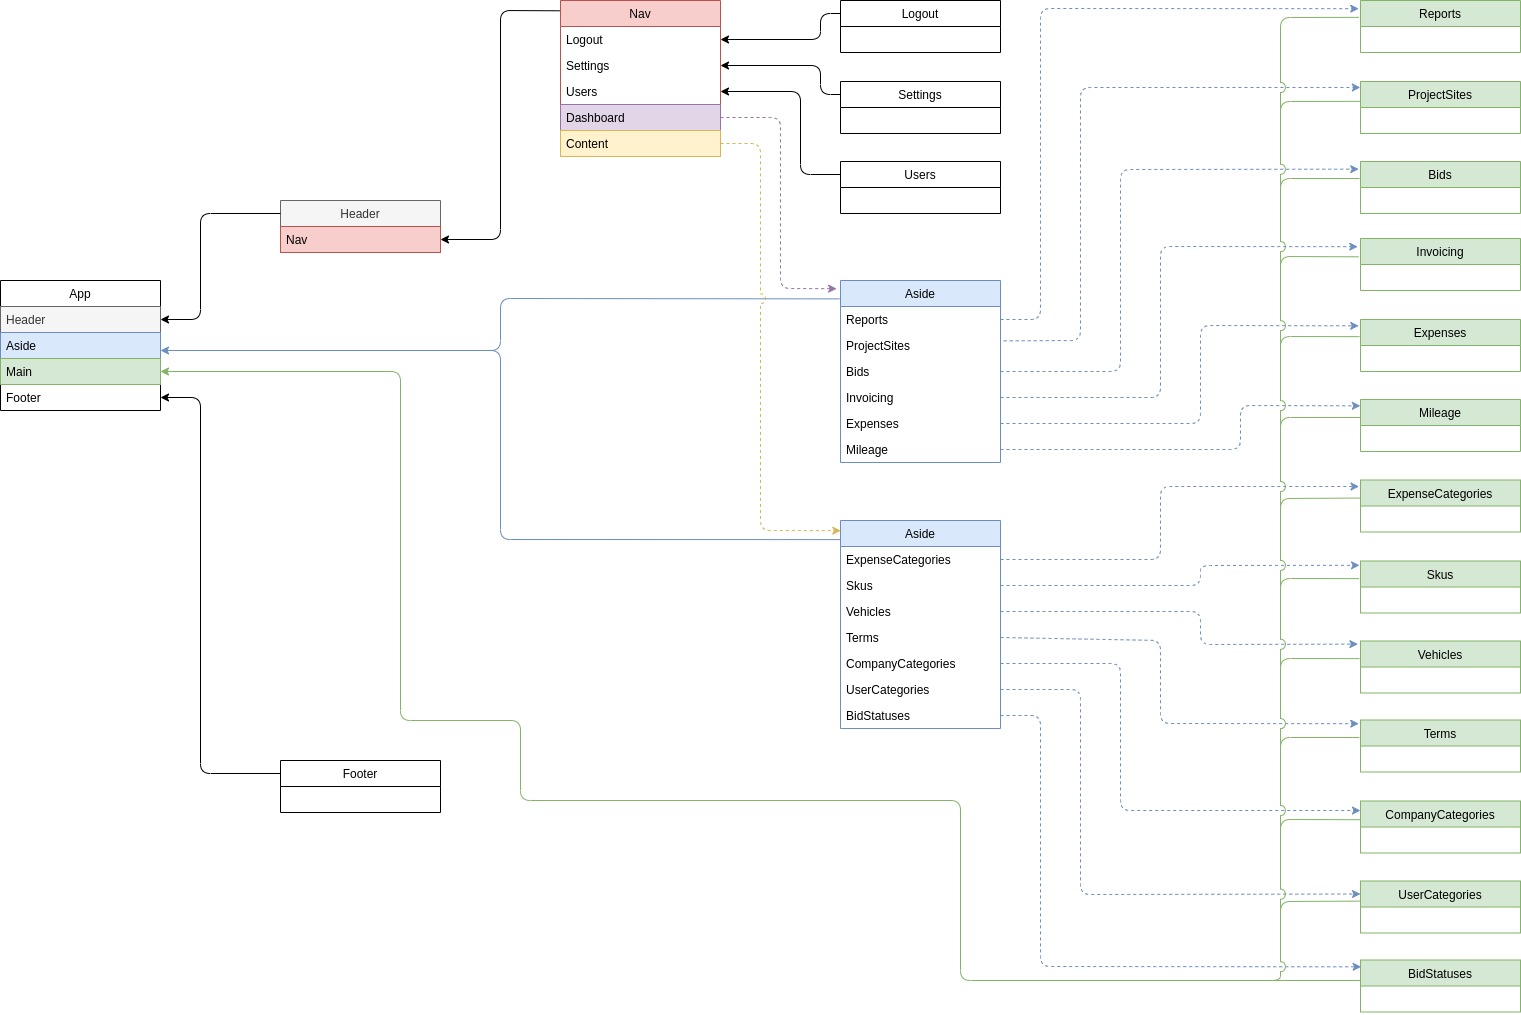 Nav
Logout
Settings
Users
Dashboard
Content
Logout
Settings
Users
Header
Nav
App
Header
Aside
Main
Footer
Footer
Aside
Reports
ProjectSites
Bids
Invoicing
Expenses
Mileage
Aside
ExpenseCategories
Skus
Vehicles
Terms
CompanyCategories
UserCategories
BidStatuses
Reports
ProjectSites
Bids
Invoicing
Expenses
Mileage
ExpenseCategories
Skus
Vehicles
Terms
CompanyCategories
UserCategories
BidStatuses